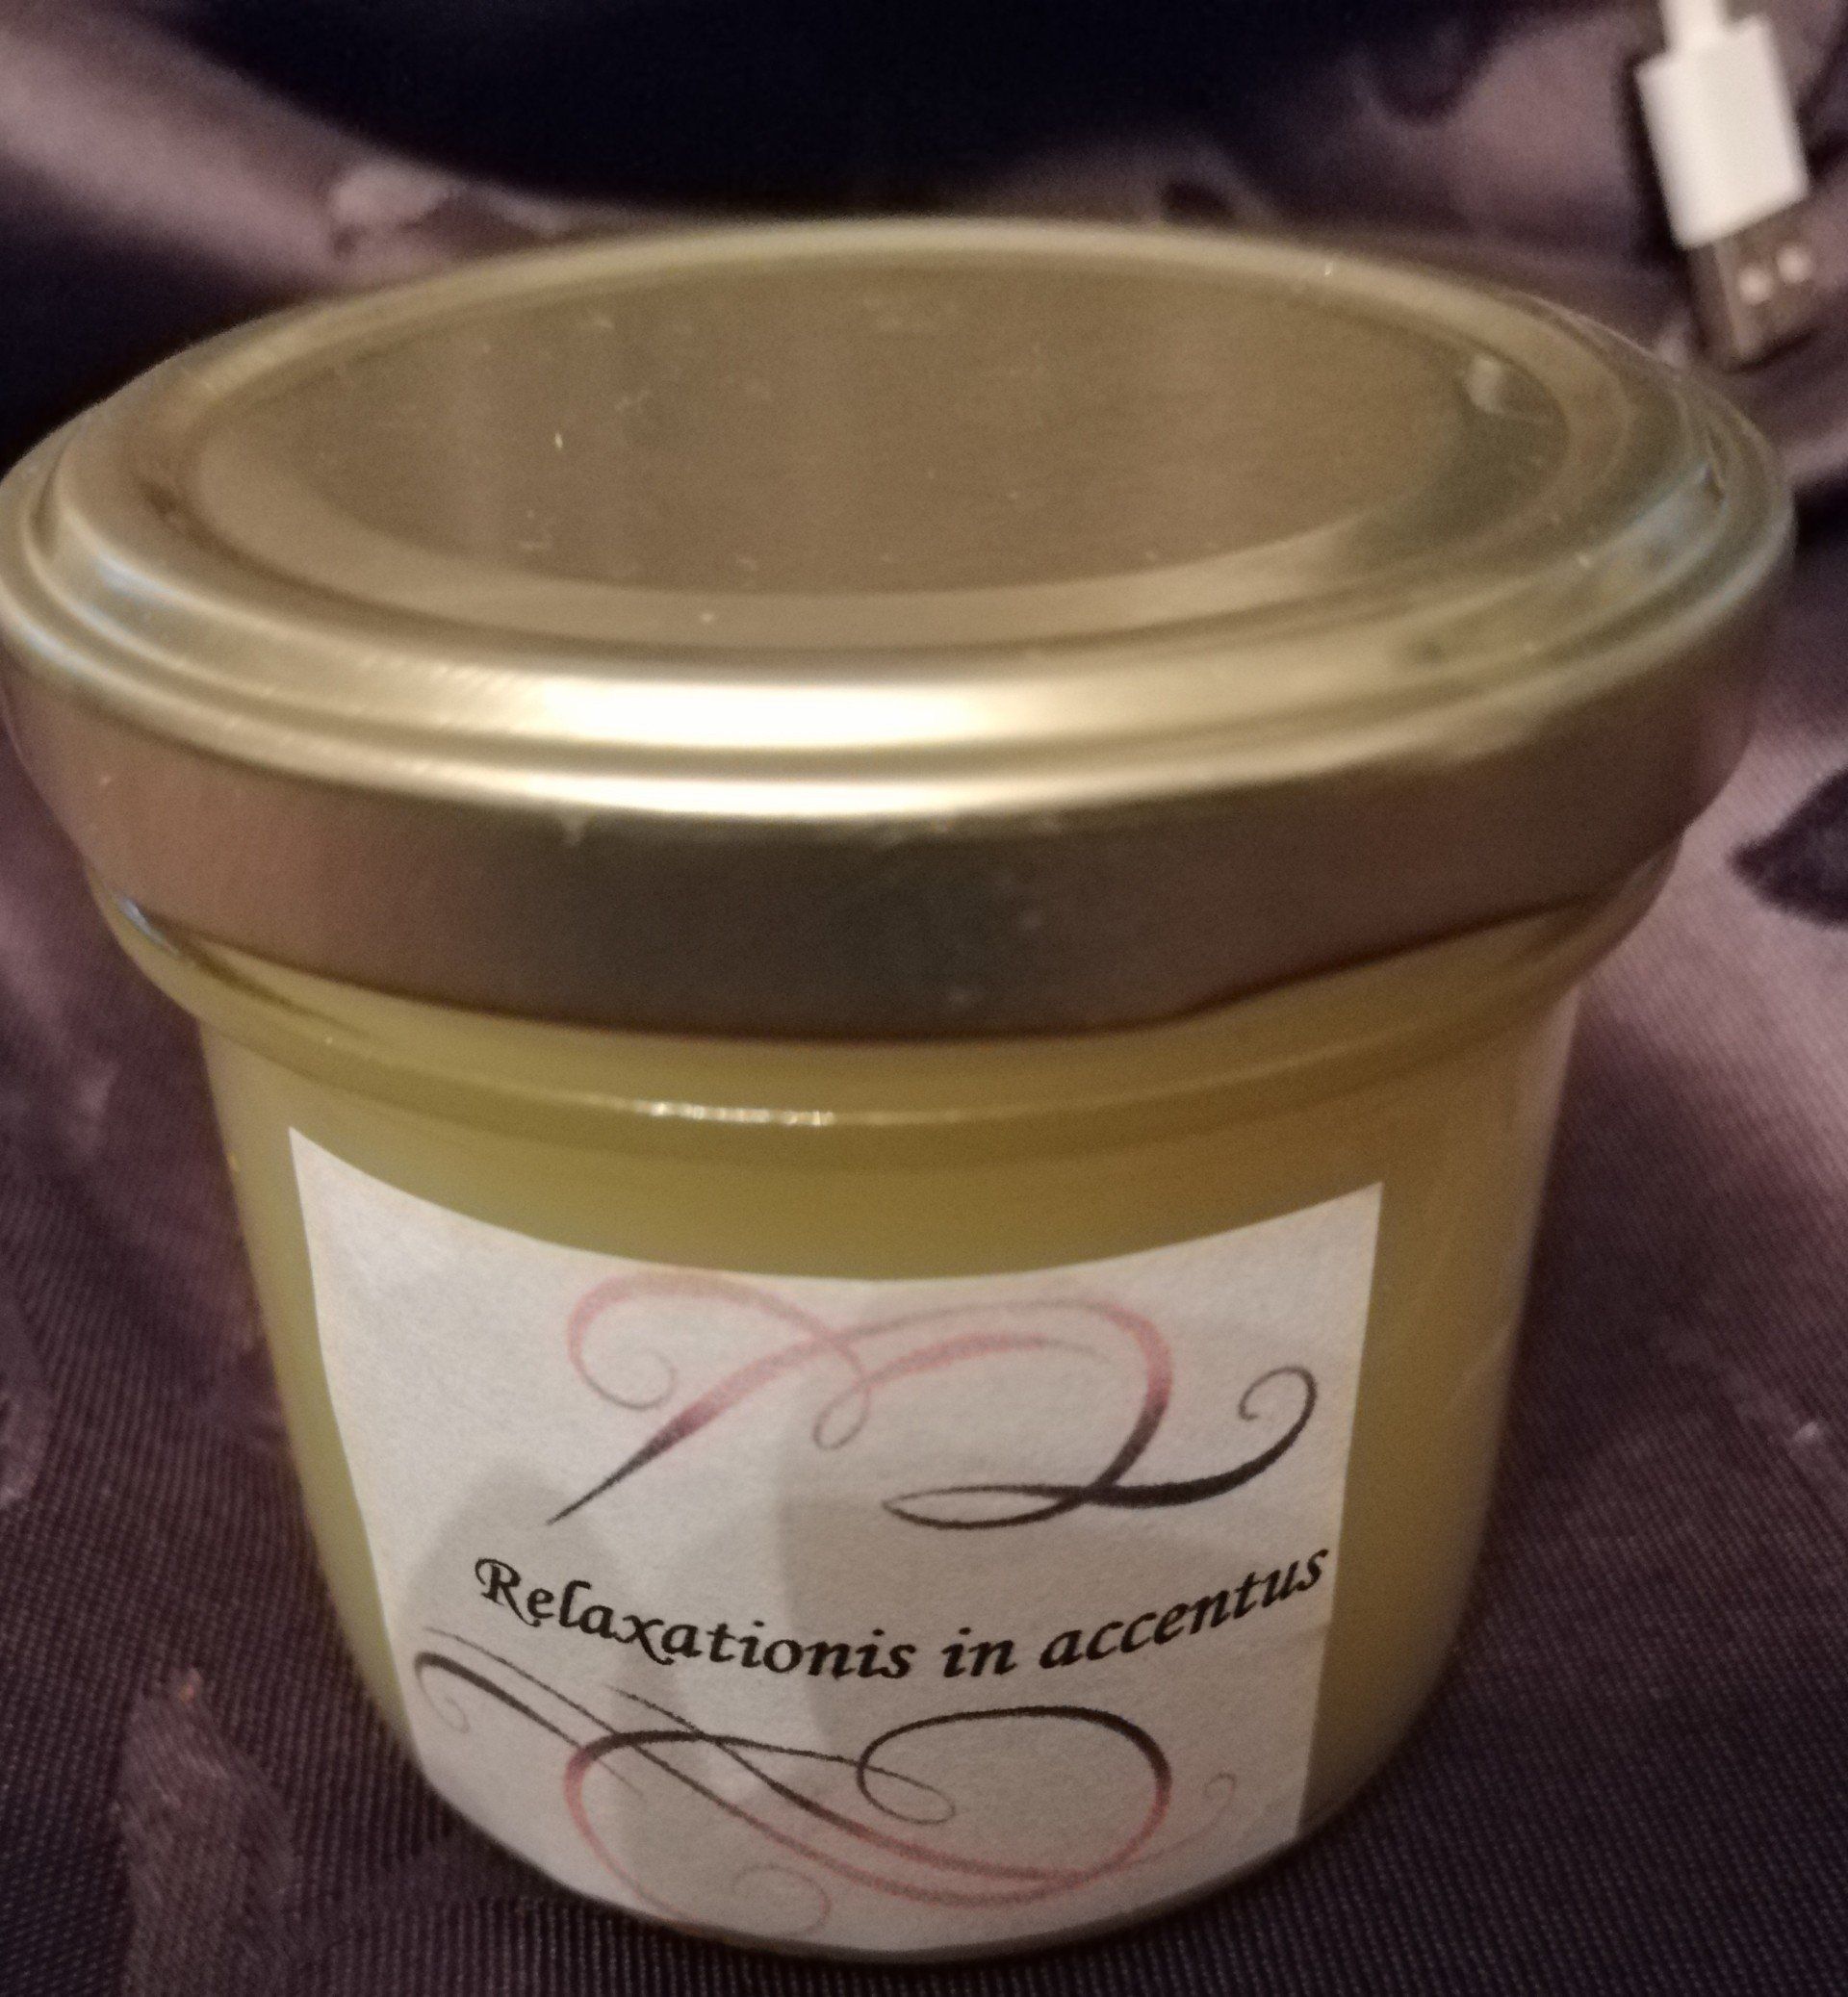 Relaxationis in accentus